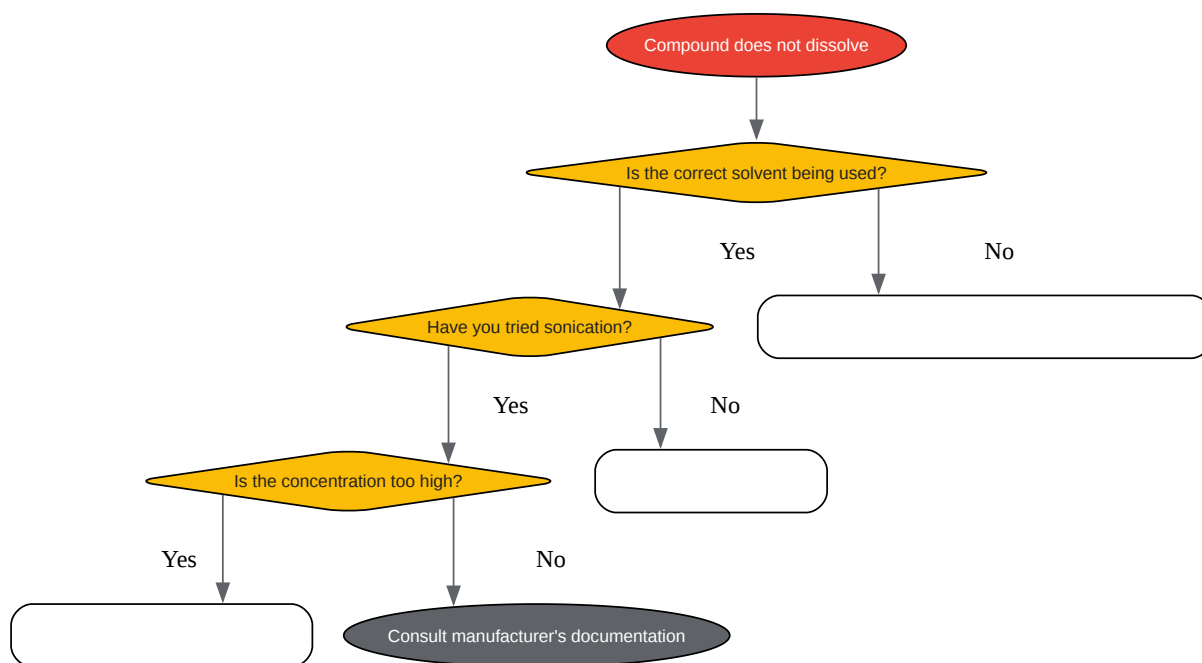 Compound does not dissolve
Is the correct solvent being used?
Yes
No
Have you tried sonication?
Yes
No
Is the concentration too high?
Yes
No
Consult manufacturer's documentation